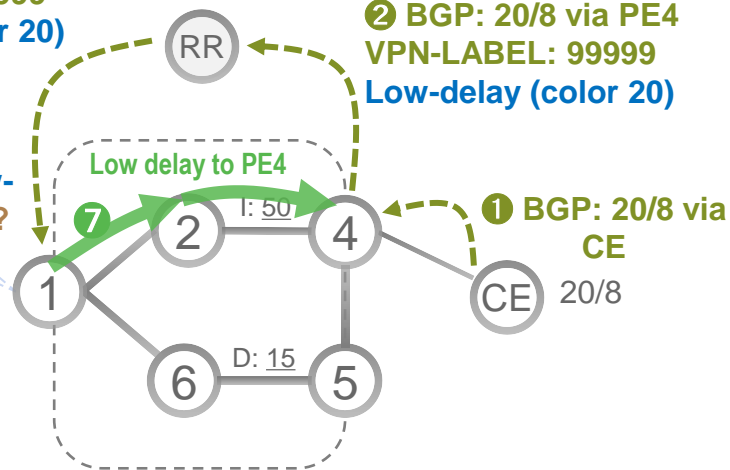 r 20)
RR
❷ BGP: 20/8 via PE4
VPN-LABEL: 99999
Low-delay (color 20)
Low delay to PE4
-
?
❼
I: 50
❶ BGP: 20/8 via
CE
1
2
4
CE
20/8
D: 15
6
5